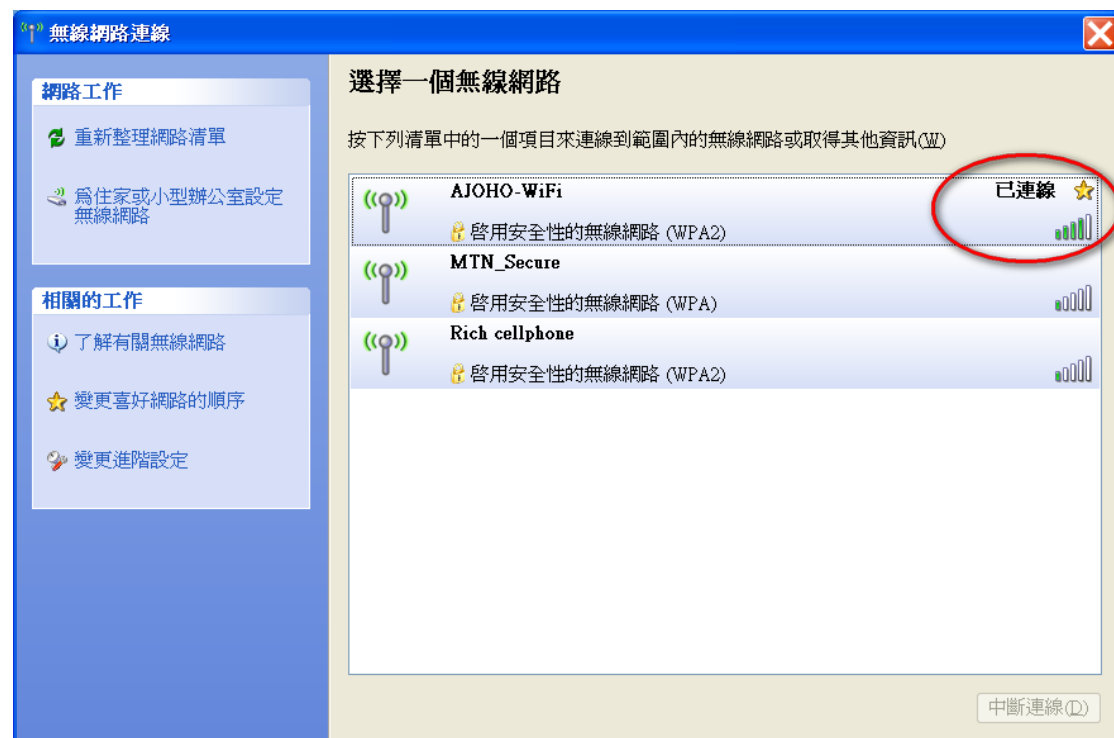 無線網路連線
網路工作
重新整理網路清單
為住家或小型辦公室設定
無線網路
相關的工作
了解有關無線網路
變更喜好網路的順序
變更進階設定
選擇一個無線網路
按下列清單中的一個項目來連線到範圍內的無線網路或取得其他資訊(W)
AJOHO-WiFi 已連線
啓用安全性的無線網路 (WPA2)
MTN_Secure
啓用安全性的無線網路 (WPA)
Rich cellphone
啓用安全性的無線網路 (WPA2)
中斷連線(D)